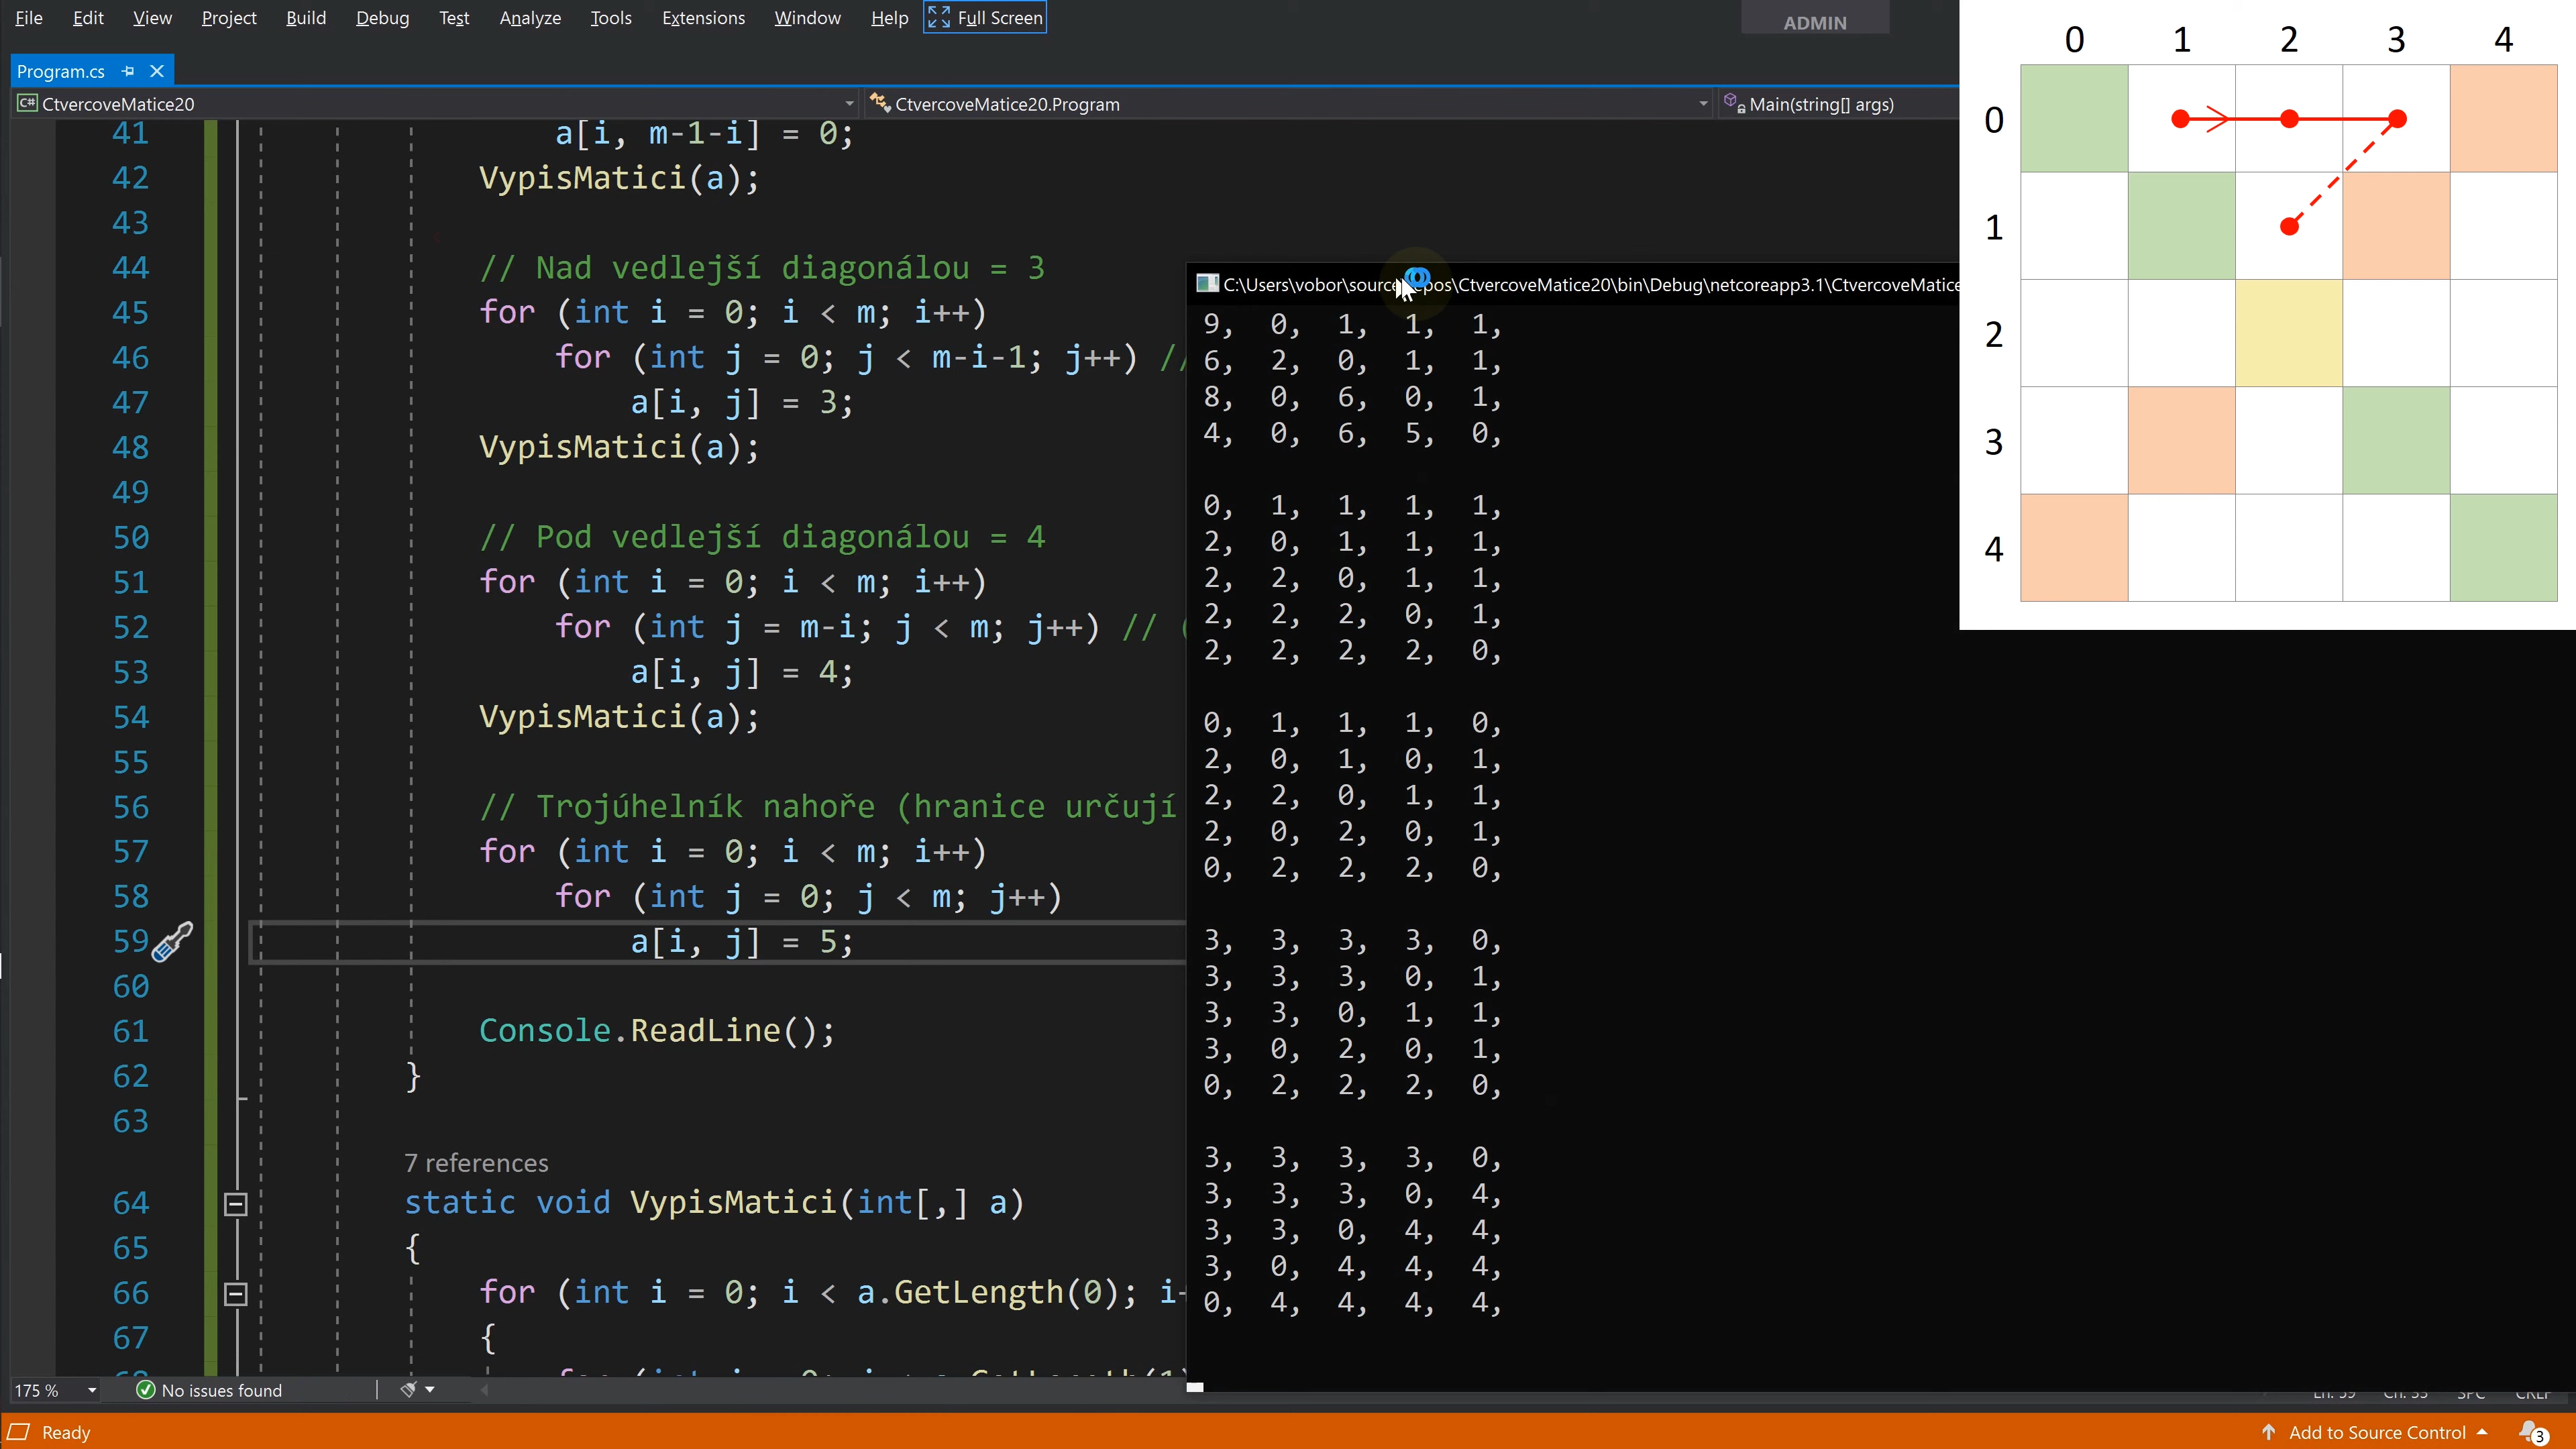 File Edit View Project Build Debug Test Analyze Tools Extensions Window Help Full Screen
ADMIN
Program.cs
C# CtvercoveMatice20 CtvercoveMatice20.Program Main(string[] args)
41 a[i, m-1-i] = 0;
42 VypisMatici(a);
43
44 // Nad vedlejší diagonálou = 3
45 for (int i = 0; i < m; i++)
46 for (int j = 0; j < m-i-1; j++) //
47 a[i, j] = 3;
48 VypisMatici(a);
49
50 // Pod vedlejší diagonálou = 4
51 for (int i = 0; i < m; i++)
52 for (int j = m-i; j < m; j++) // (
53 a[i, j] = 4;
54 VypisMatici(a);
55
56 // Trojúhelník nahoře (hranice určují
57 for (int i = 0; i < m; i++)
58 for (int j = 0; j < m; j++)
59 a[i, j] = 5;
60
61 Console.ReadLine();
62 }
63
7 references
64 static void VypisMatici(int[,] a)
65 {
66 for (int i = 0; i < a.GetLength(0); i
67 {
175 % No issues found
Ready
Add to Source Control 3
C:\Users\vobor\source\repos\CtvercoveMatice20\bin\Debug\netcoreapp3.1\CtvercoveMatice
9, 0, 1, 1, 1,
6, 2, 0, 1, 1,
8, 0, 6, 0, 1,
4, 0, 6, 5, 0,
0, 1, 1, 1, 1,
2, 0, 1, 1, 1,
2, 2, 0, 1, 1,
2, 2, 2, 0, 1,
2, 2, 2, 2, 0,
0, 1, 1, 1, 0,
2, 0, 1, 0, 1,
2, 2, 0, 1, 1,
2, 0, 2, 0, 1,
0, 2, 2, 2, 0,
3, 3, 3, 3, 0,
3, 3, 3, 0, 1,
3, 3, 0, 1, 1,
3, 0, 2, 0, 1,
0, 2, 2, 2, 0,
3, 3, 3, 3, 0,
3, 3, 3, 0, 4,
3, 3, 0, 4, 4,
3, 0, 4, 4, 4,
0, 4, 4, 4, 4,
0 1 2 3 4
0
1
2
3
4